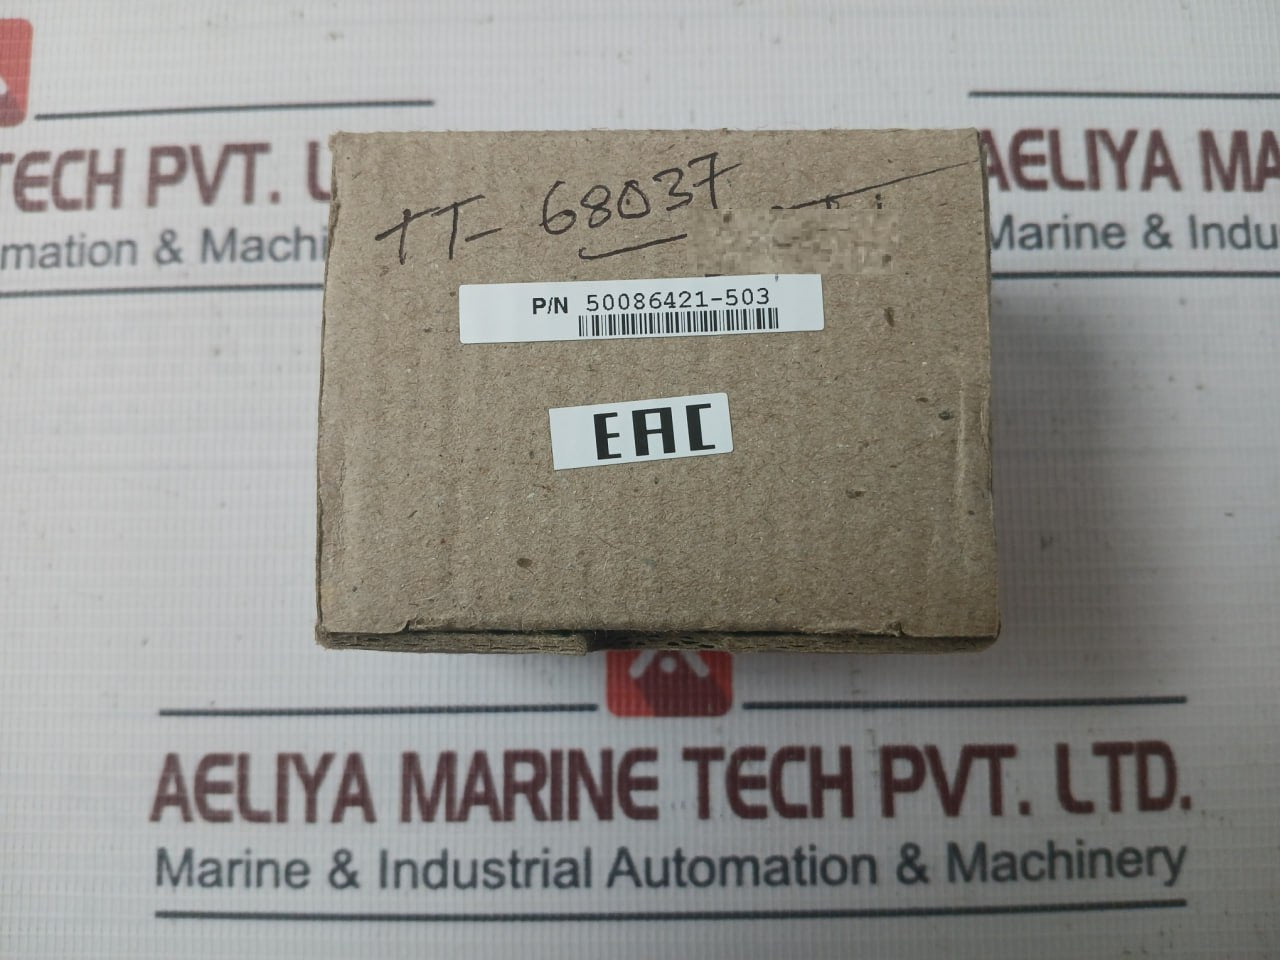 TECH PVT. L
mation & Machi
AELIYA MA
Marine & Indu
TT- 68037
P/N 50086421-503
EAC
AELIYA MARINE TECH PVT. LTD.
Marine & Industrial Automation & Machinery